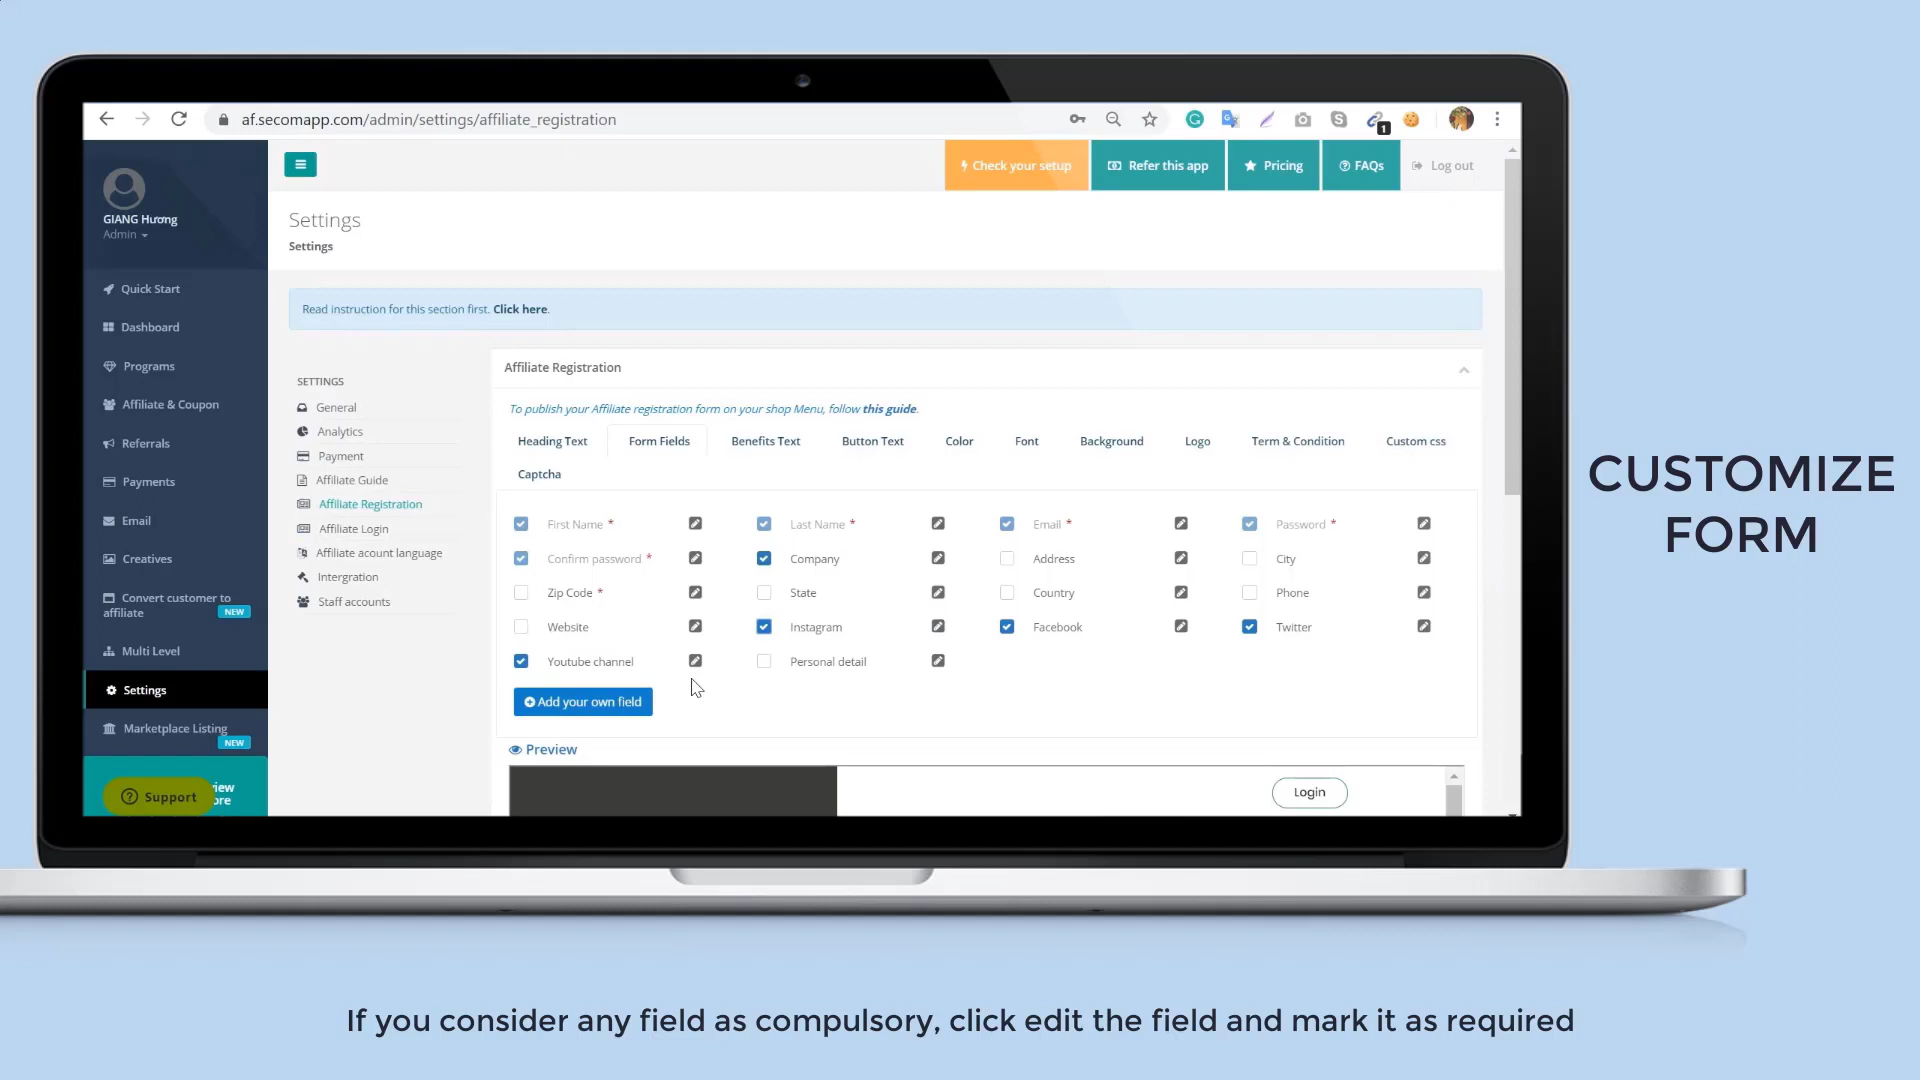 af.secomapp.com/admin/settings/affiliate_registration
1
GIANG Hương
Admin
Check your setup
Refer this app
Pricing
FAQs
Log out
Quick Start
Dashboard
Programs
Affiliate & Coupon
Referrals
Payments
Email
Creatives
Convert customer to
affiliate
NEW
Multi Level
Settings
Marketplace Listing
NEW
Support
Settings
Settings
Read instruction for this section first. Click here.
SETTINGS
General
Analytics
Payment
Affiliate Guide
Affiliate Registration
Affiliate Login
Affiliate acount language
Intergration
Staff accounts
Affiliate Registration
To publish your Affiliate registration form on your shop Menu, follow this guide.
Heading Text Form Fields Benefits Text Button Text Color Font Background Logo Term & Condition Custom css
Captcha
First Name * Last Name * Email * Password *
Confirm password * Company Address City
Zip Code * State Country Phone
Website Instagram Facebook Twitter
Youtube channel Personal detail
Add your own field
Preview
Login
CUSTOMIZE
FORM
If you consider any field as compulsory, click edit the field and mark it as required